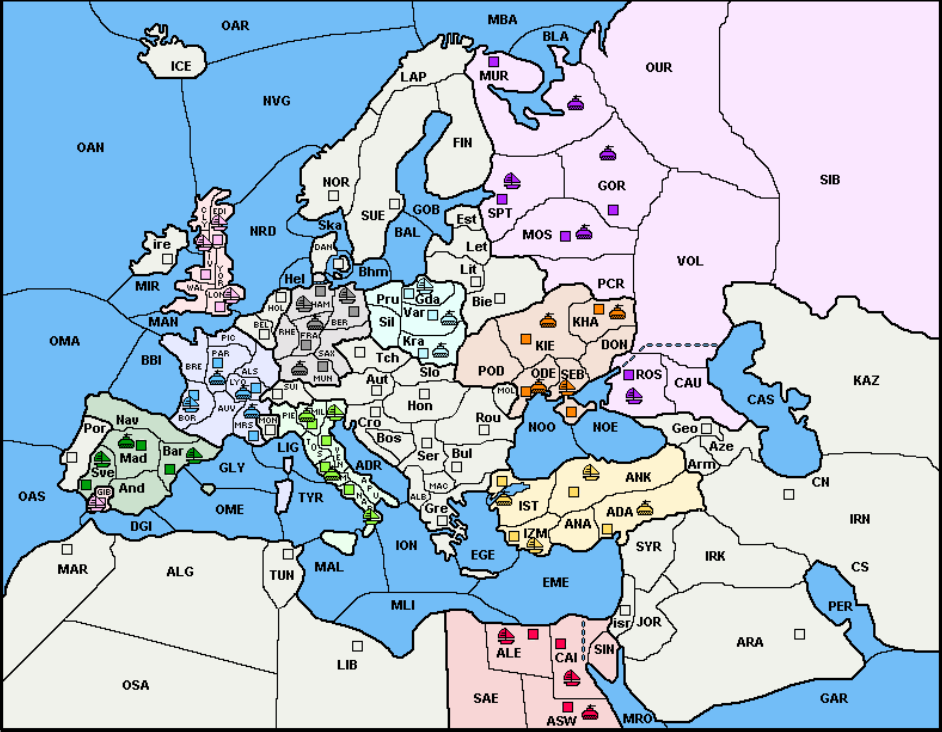 OAR
MBA
BLA
ICE
MUR
OUR
LAP
NVG
OAN
FIN
SIB
NOR
GOR
SUE
SPT
GOB
CLY
EDI
Est
MOS
Ska
BAL
NRD
ire
LIV
DAN
Let
VOL
Lit
Bhm
Hel
PCR
MIR
WAL
YOR
LON
Bie
HOL
HAM
BER
Pru
Gda
Var
MAN
KHA
OMA
BEL
RHE
FRA
Sil
KIE
DON
PIC
Kra
BBI
PAR
SAX
Tch
BRE
ALS
MUN
Slo
POD
ODE
SEB
ROS
CAU
LYO
SUI
Aut
KAZ
Hon
MOL
CAS
BOR
AUV
PIE
MIL
Nav
Por
MRS
MON
Cro
Rou
NOO
NOE
Geo
Mad
Bar
LIG
TOS
VEN
Bos
Aze
Sve
GLY
ADR
Ser
Bul
Arm
And
APU
MAC
ANK
CN
GIB
OAS
TYR
NAP
ALB
IST
ADA
OME
Gre
ANA
IRN
DGI
IZM
ION
SYR
EGE
IRK
MAR
ALG
TUN
MAL
CS
EME
MLI
PER
isr
JOR
ARA
ALE
CAI
SIN
LIB
OSA
SAE
GAR
ASW
MRO